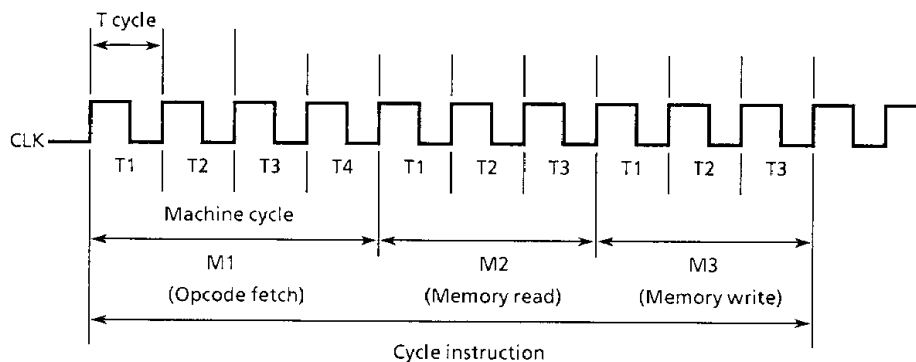 T cycle
CLK
T1 T2 T3 T4 T1 T2 T3 T1 T2 T3
Machine cycle
M1 M2 M3
(Opcode fetch) (Memory read) (Memory write)
Cycle instruction